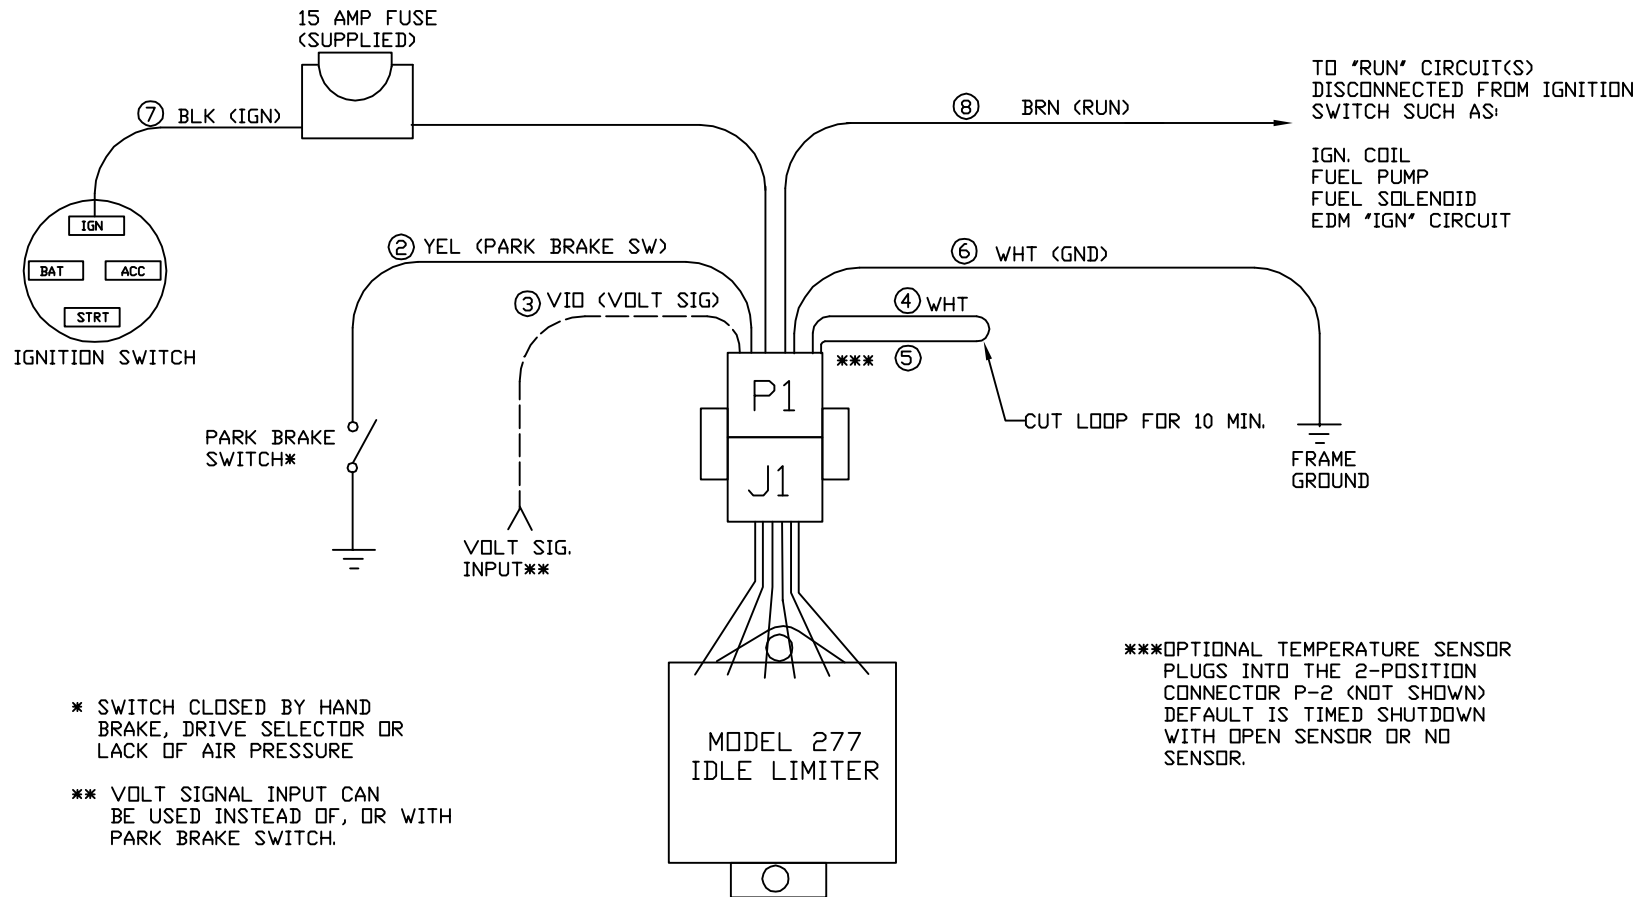 15 AMP FUSE
(SUPPLIED)
⑦ BLK (IGN)
⑧ BRN (RUN)
TO "RUN" CIRCUIT(S)
DISCONNECTED FROM IGNITION
SWITCH SUCH AS:
IGN. COIL
FUEL PUMP
FUEL SOLENOID
EDM "IGN" CIRCUIT
IGN
BAT
ACC
STRT
IGNITION SWITCH
② YEL (PARK BRAKE SW)
③ VIO (VOLT SIG)
⑥ WHT (GND)
④ WHT
*** ⑤
P1
J1
CUT LOOP FOR 10 MIN.
PARK BRAKE
SWITCH*
FRAME
GROUND
VOLT SIG.
INPUT**
MODEL 277
IDLE LIMITER
* SWITCH CLOSED BY HAND
BRAKE, DRIVE SELECTOR OR
LACK OF AIR PRESSURE
** VOLT SIGNAL INPUT CAN
BE USED INSTEAD OF, OR WITH
PARK BRAKE SWITCH.
***OPTIONAL TEMPERATURE SENSOR
PLUGS INTO THE 2-POSITION
CONNECTOR P-2 (NOT SHOWN)
DEFAULT IS TIMED SHUTDOWN
WITH OPEN SENSOR OR NO
SENSOR.